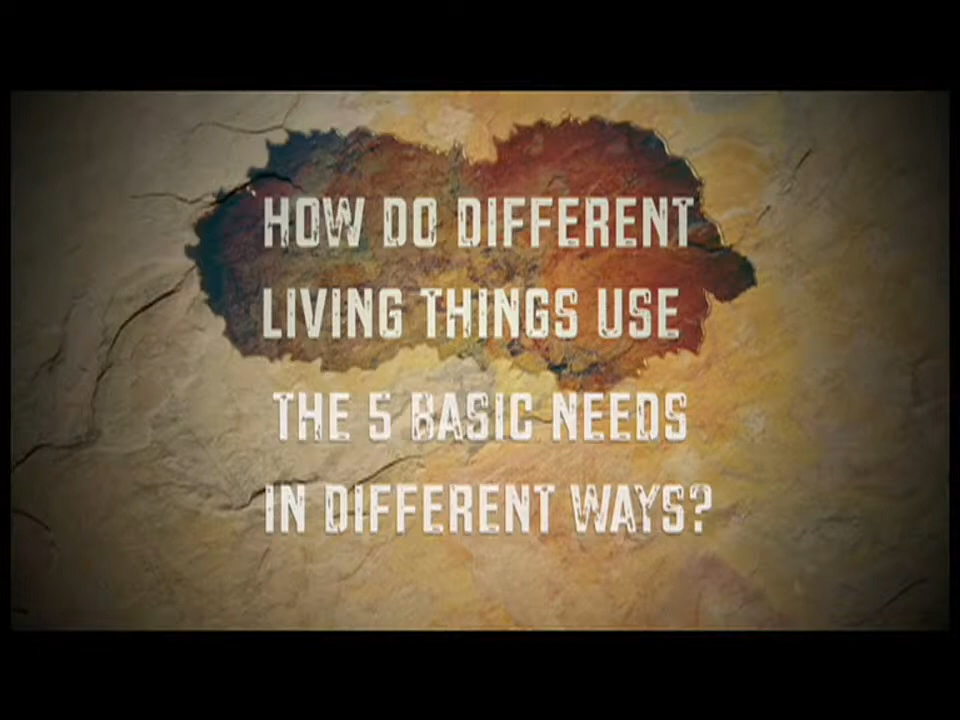 HOW DO DIFFERENT
LIVING THINGS USE
THE 5 BASIC NEEDS
IN DIFFERENT WAYS?